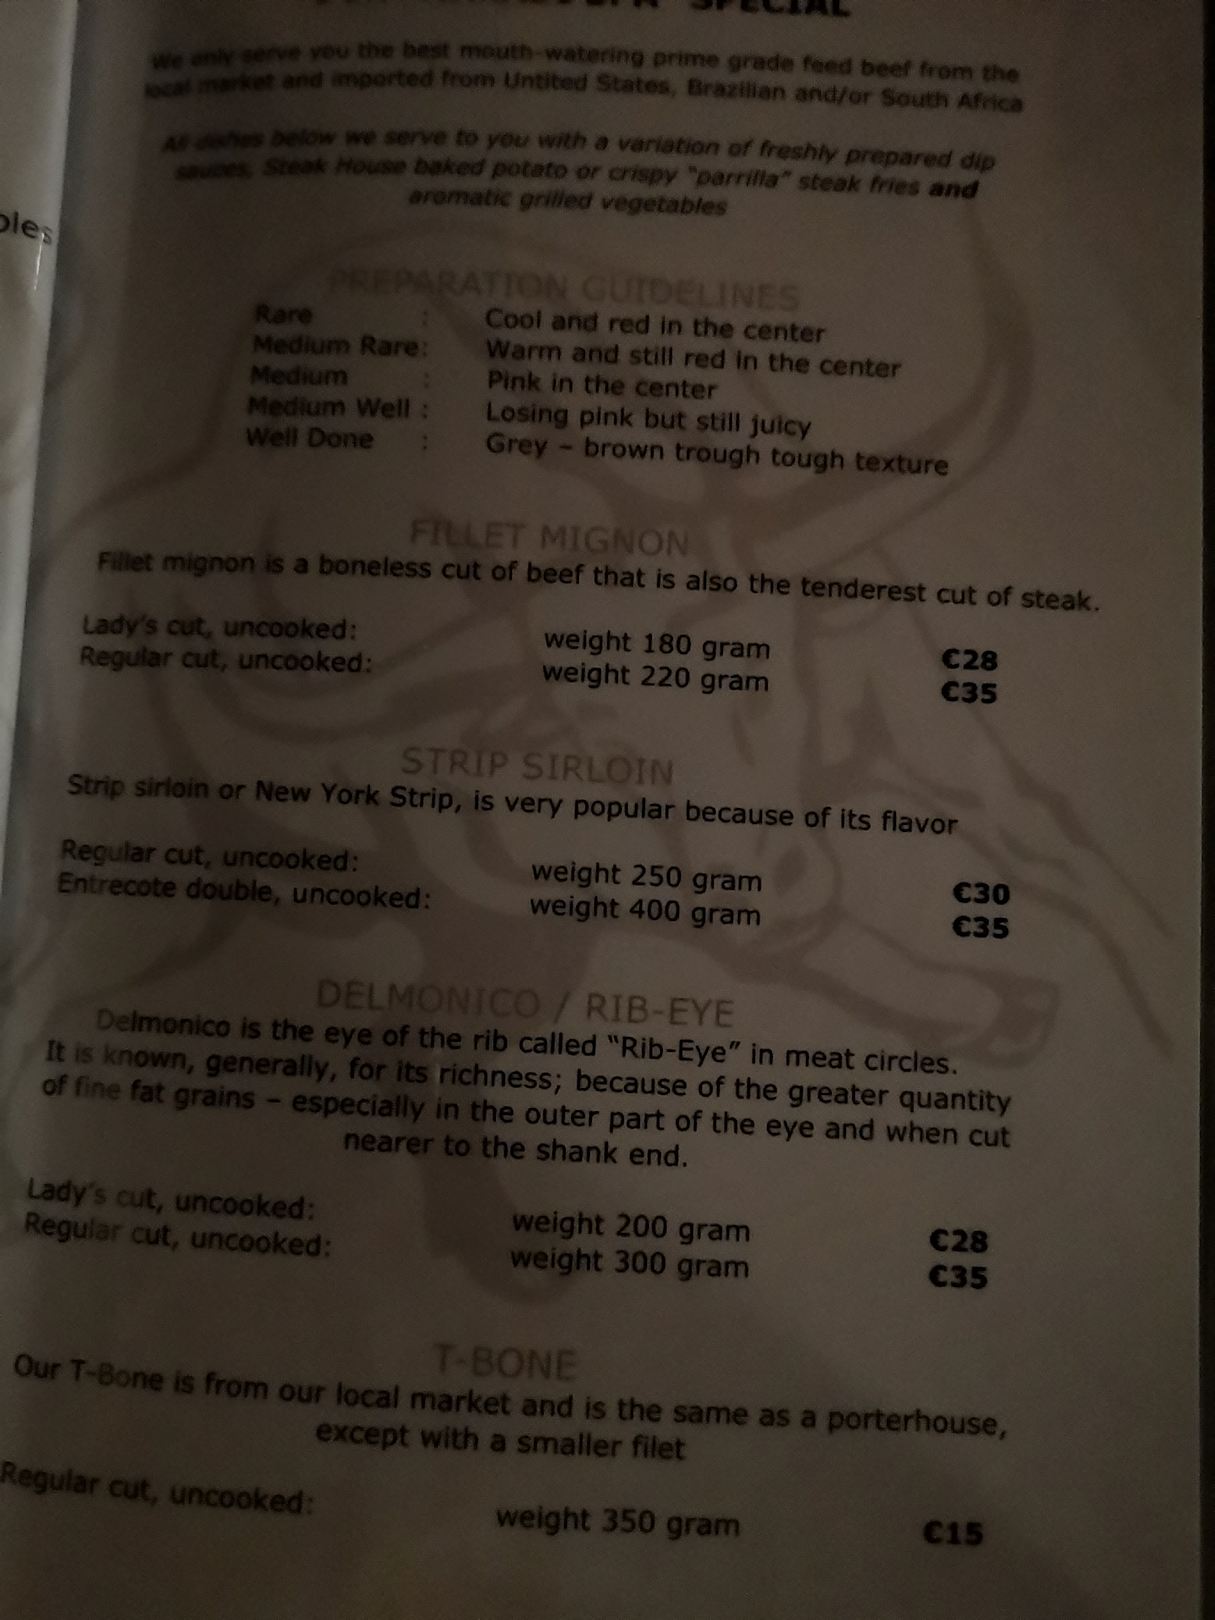 SPECIAL
We only serve you the best mouth-watering prime grade feed beef from the
local market and imported from Untited States, Brazilian and/or South Africa
All dishes below we serve to you with a variation of freshly prepared dip
sauces, Steak House baked potato or crispy "parrilla" steak fries and
aromatic grilled vegetables
PREPARATION GUIDELINES
Rare : Cool and red in the center
Medium Rare: Warm and still red in the center
Medium : Pink in the center
Medium Well : Losing pink but still juicy
Well Done : Grey – brown trough tough texture
FILLET MIGNON
Fillet mignon is a boneless cut of beef that is also the tenderest cut of steak.
Lady's cut, uncooked: weight 180 gram €28
Regular cut, uncooked: weight 220 gram €35
STRIP SIRLOIN
Strip sirloin or New York Strip, is very popular because of its flavor
Regular cut, uncooked: weight 250 gram €30
Entrecote double, uncooked: weight 400 gram €35
DELMONICO / RIB-EYE
Delmonico is the eye of the rib called "Rib-Eye" in meat circles.
It is known, generally, for its richness; because of the greater quantity
of fine fat grains – especially in the outer part of the eye and when cut
nearer to the shank end.
Lady's cut, uncooked: weight 200 gram €28
Regular cut, uncooked: weight 300 gram €35
T-BONE
Our T-Bone is from our local market and is the same as a porterhouse,
except with a smaller filet
Regular cut, uncooked: weight 350 gram €15